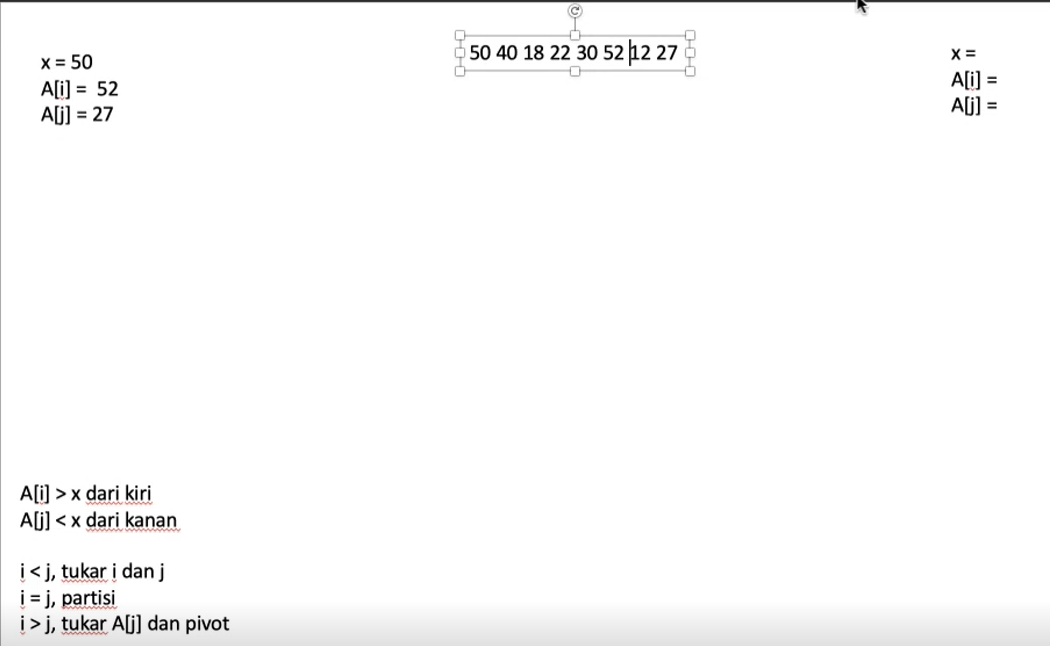 50 40 18 22 30 52 12 27
x = 50
A[i] = 52
A[j] = 27
x =
A[i] =
A[j] =
A[i] > x dari kiri
A[j] < x dari kanan
i < j, tukar i dan j
i = j, partisi
i > j, tukar A[j] dan pivot